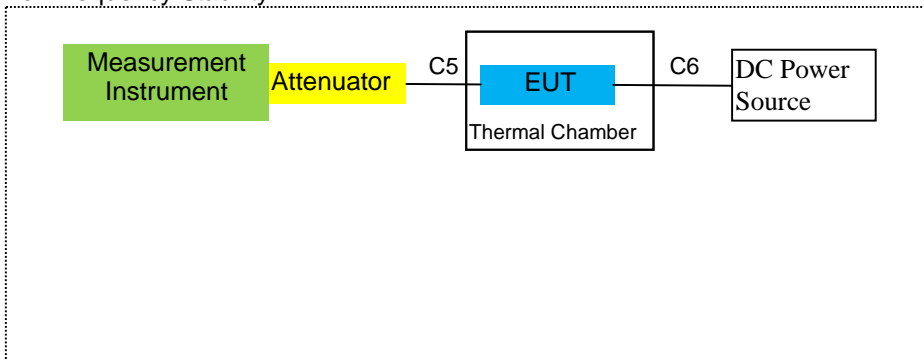 Measurement
Instrument
Attenuator
C5
EUT
Thermal Chamber
C6
DC Power
Source